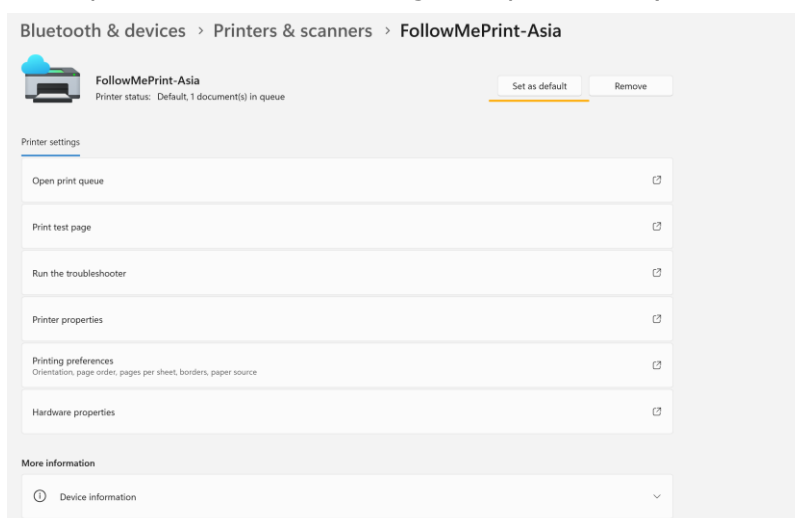 Bluetooth & devices > Printers & scanners > FollowMePrint-Asia
FollowMePrint-Asia
Printer status: Default, 1 document(s) in queue
Set as default
Remove
Printer settings
Open print queue
Print test page
Run the troubleshooter
Printer properties
Printing preferences
Orientation, page order, pages per sheet, borders, paper source
Hardware properties
More information
Device information